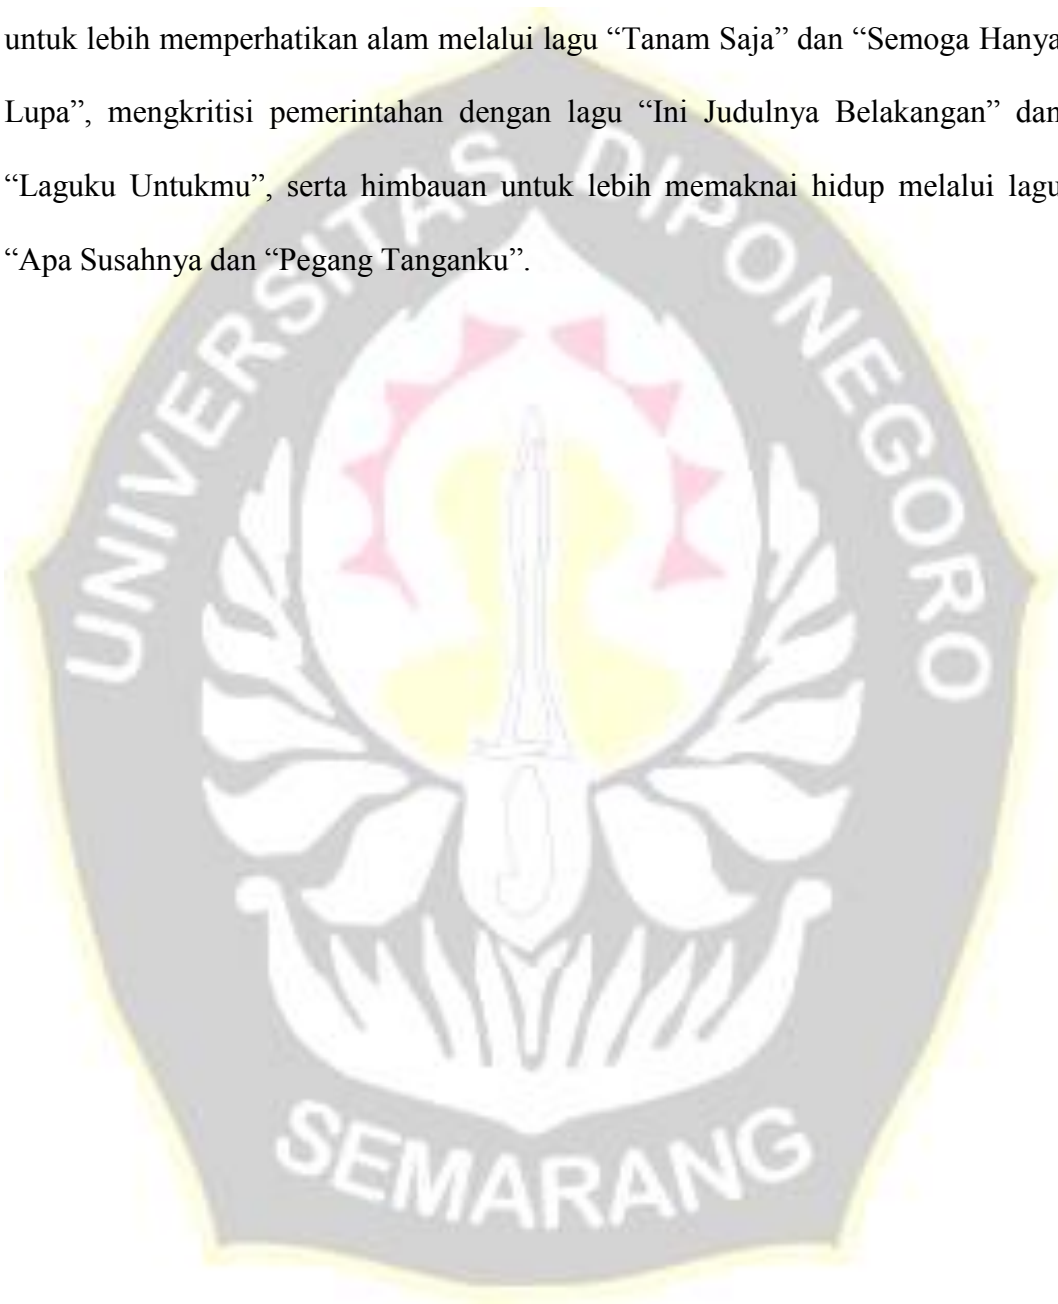 untuk lebih memperhatikan alam melalui lagu “Tanam Saja” dan “Semoga Hanya
Lupa”, mengkritisi pemerintahan dengan lagu “Ini Judulnya Belakangan” dan
“Laguku Untukmu”, serta himbauan untuk lebih memaknai hidup melalui lagu
“Apa Susahnya dan “Pegang Tanganku”.
UNIVERSITAS DIPONEGORO
SEMARANG